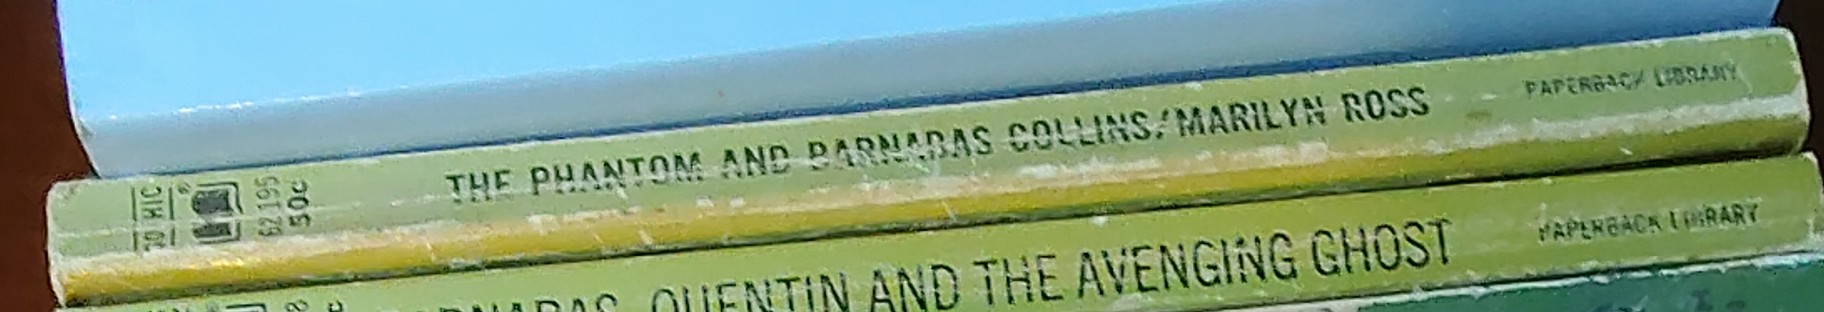 THE PHANTOM AND BARNABAS COLLINS/MARILYN ROSS
PAPERBACK LIBRARY
62 195
50c
QUENTIN AND THE AVENGING GHOST
PAPERBACK LIBRARY